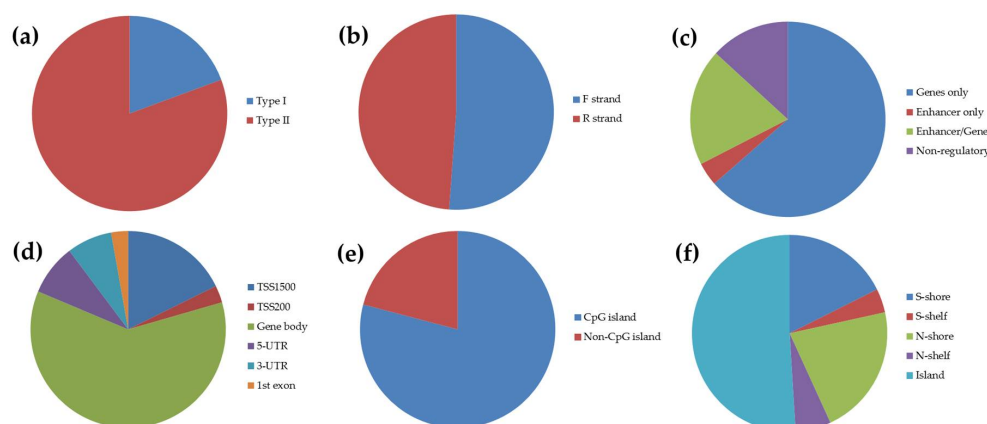 (a)
Type I
Type II
(b)
F strand
R strand
(c)
Genes only
Enhancer only
Enhancer/Gene
Non-regulatory
(d)
TSS1500
TSS200
Gene body
5-UTR
3-UTR
1st exon
(e)
CpG island
Non-CpG island
(f)
S-shore
S-shelf
N-shore
N-shelf
Island